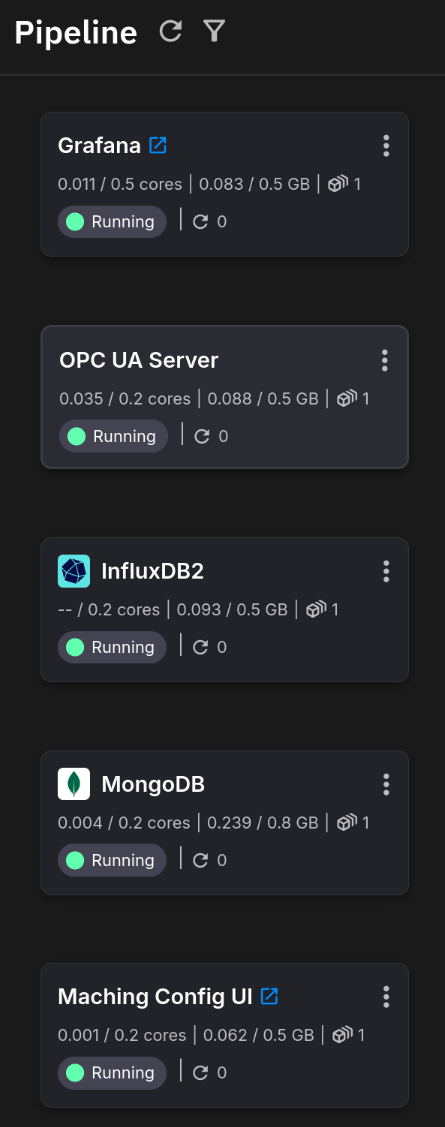 Pipeline
Grafana
0.011 / 0.5 cores | 0.083 / 0.5 GB | 1
Running | 0
OPC UA Server
0.035 / 0.2 cores | 0.088 / 0.5 GB | 1
Running | 0
InfluxDB2
-- / 0.2 cores | 0.093 / 0.5 GB | 1
Running | 0
MongoDB
0.004 / 0.2 cores | 0.239 / 0.8 GB | 1
Running | 0
Maching Config UI
0.001 / 0.2 cores | 0.062 / 0.5 GB | 1
Running | 0